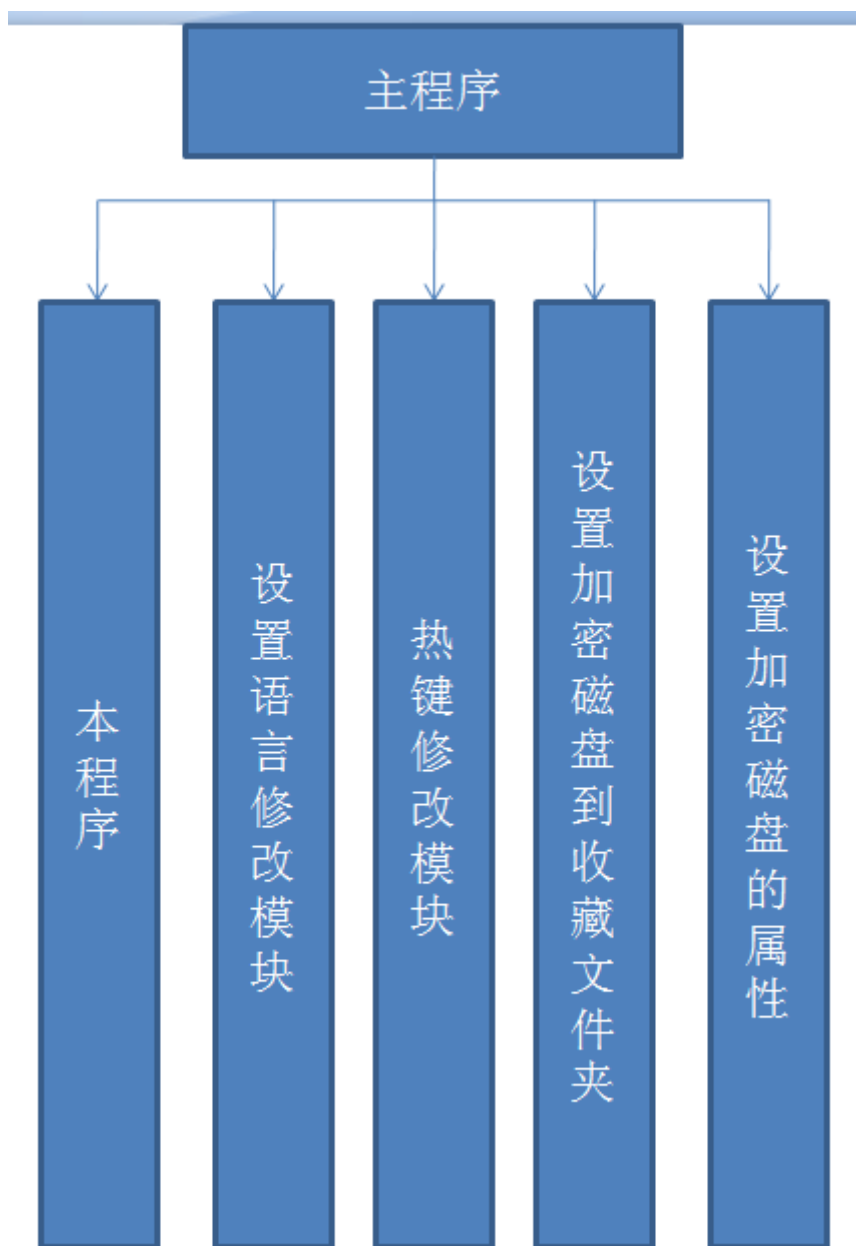 主程序
本程序
设置语言修改模块
热键修改模块
设置加密磁盘到收藏文件夹
设置加密磁盘的属性